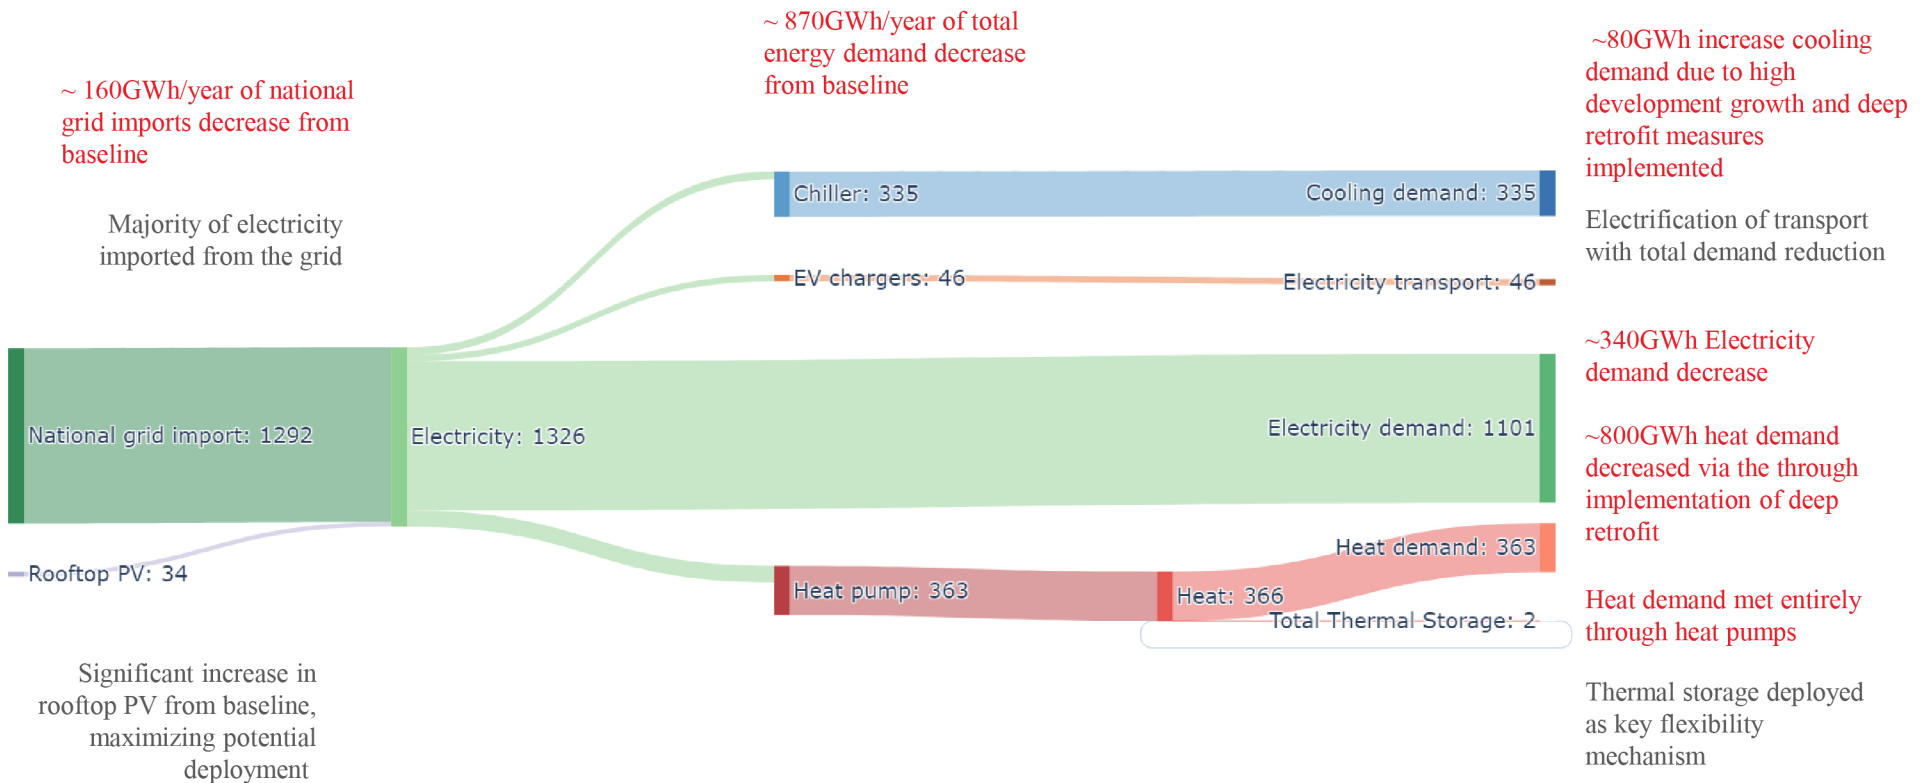 ~ 160GWh/year of national
grid imports decrease from
baseline
Majority of electricity
imported from the grid
National grid import: 1292
Rooftop PV: 34
Significant increase in
rooftop PV from baseline,
maximizing potential
deployment
Electricity: 1326
~ 870GWh/year of total
energy demand decrease
from baseline
Chiller: 335
EV chargers: 46
Heat pump: 363
Heat: 366
Cooling demand: 335
Electricity transport: 46
Electricity demand: 1101
Heat demand: 363
Total Thermal Storage: 2
~80GWh increase cooling
demand due to high
development growth and deep
retrofit measures
implemented
Electrification of transport
with total demand reduction
~340GWh Electricity
demand decrease
~800GWh heat demand
decreased via the through
implementation of deep
retrofit
Heat demand met entirely
through heat pumps
Thermal storage deployed
as key flexibility
mechanism